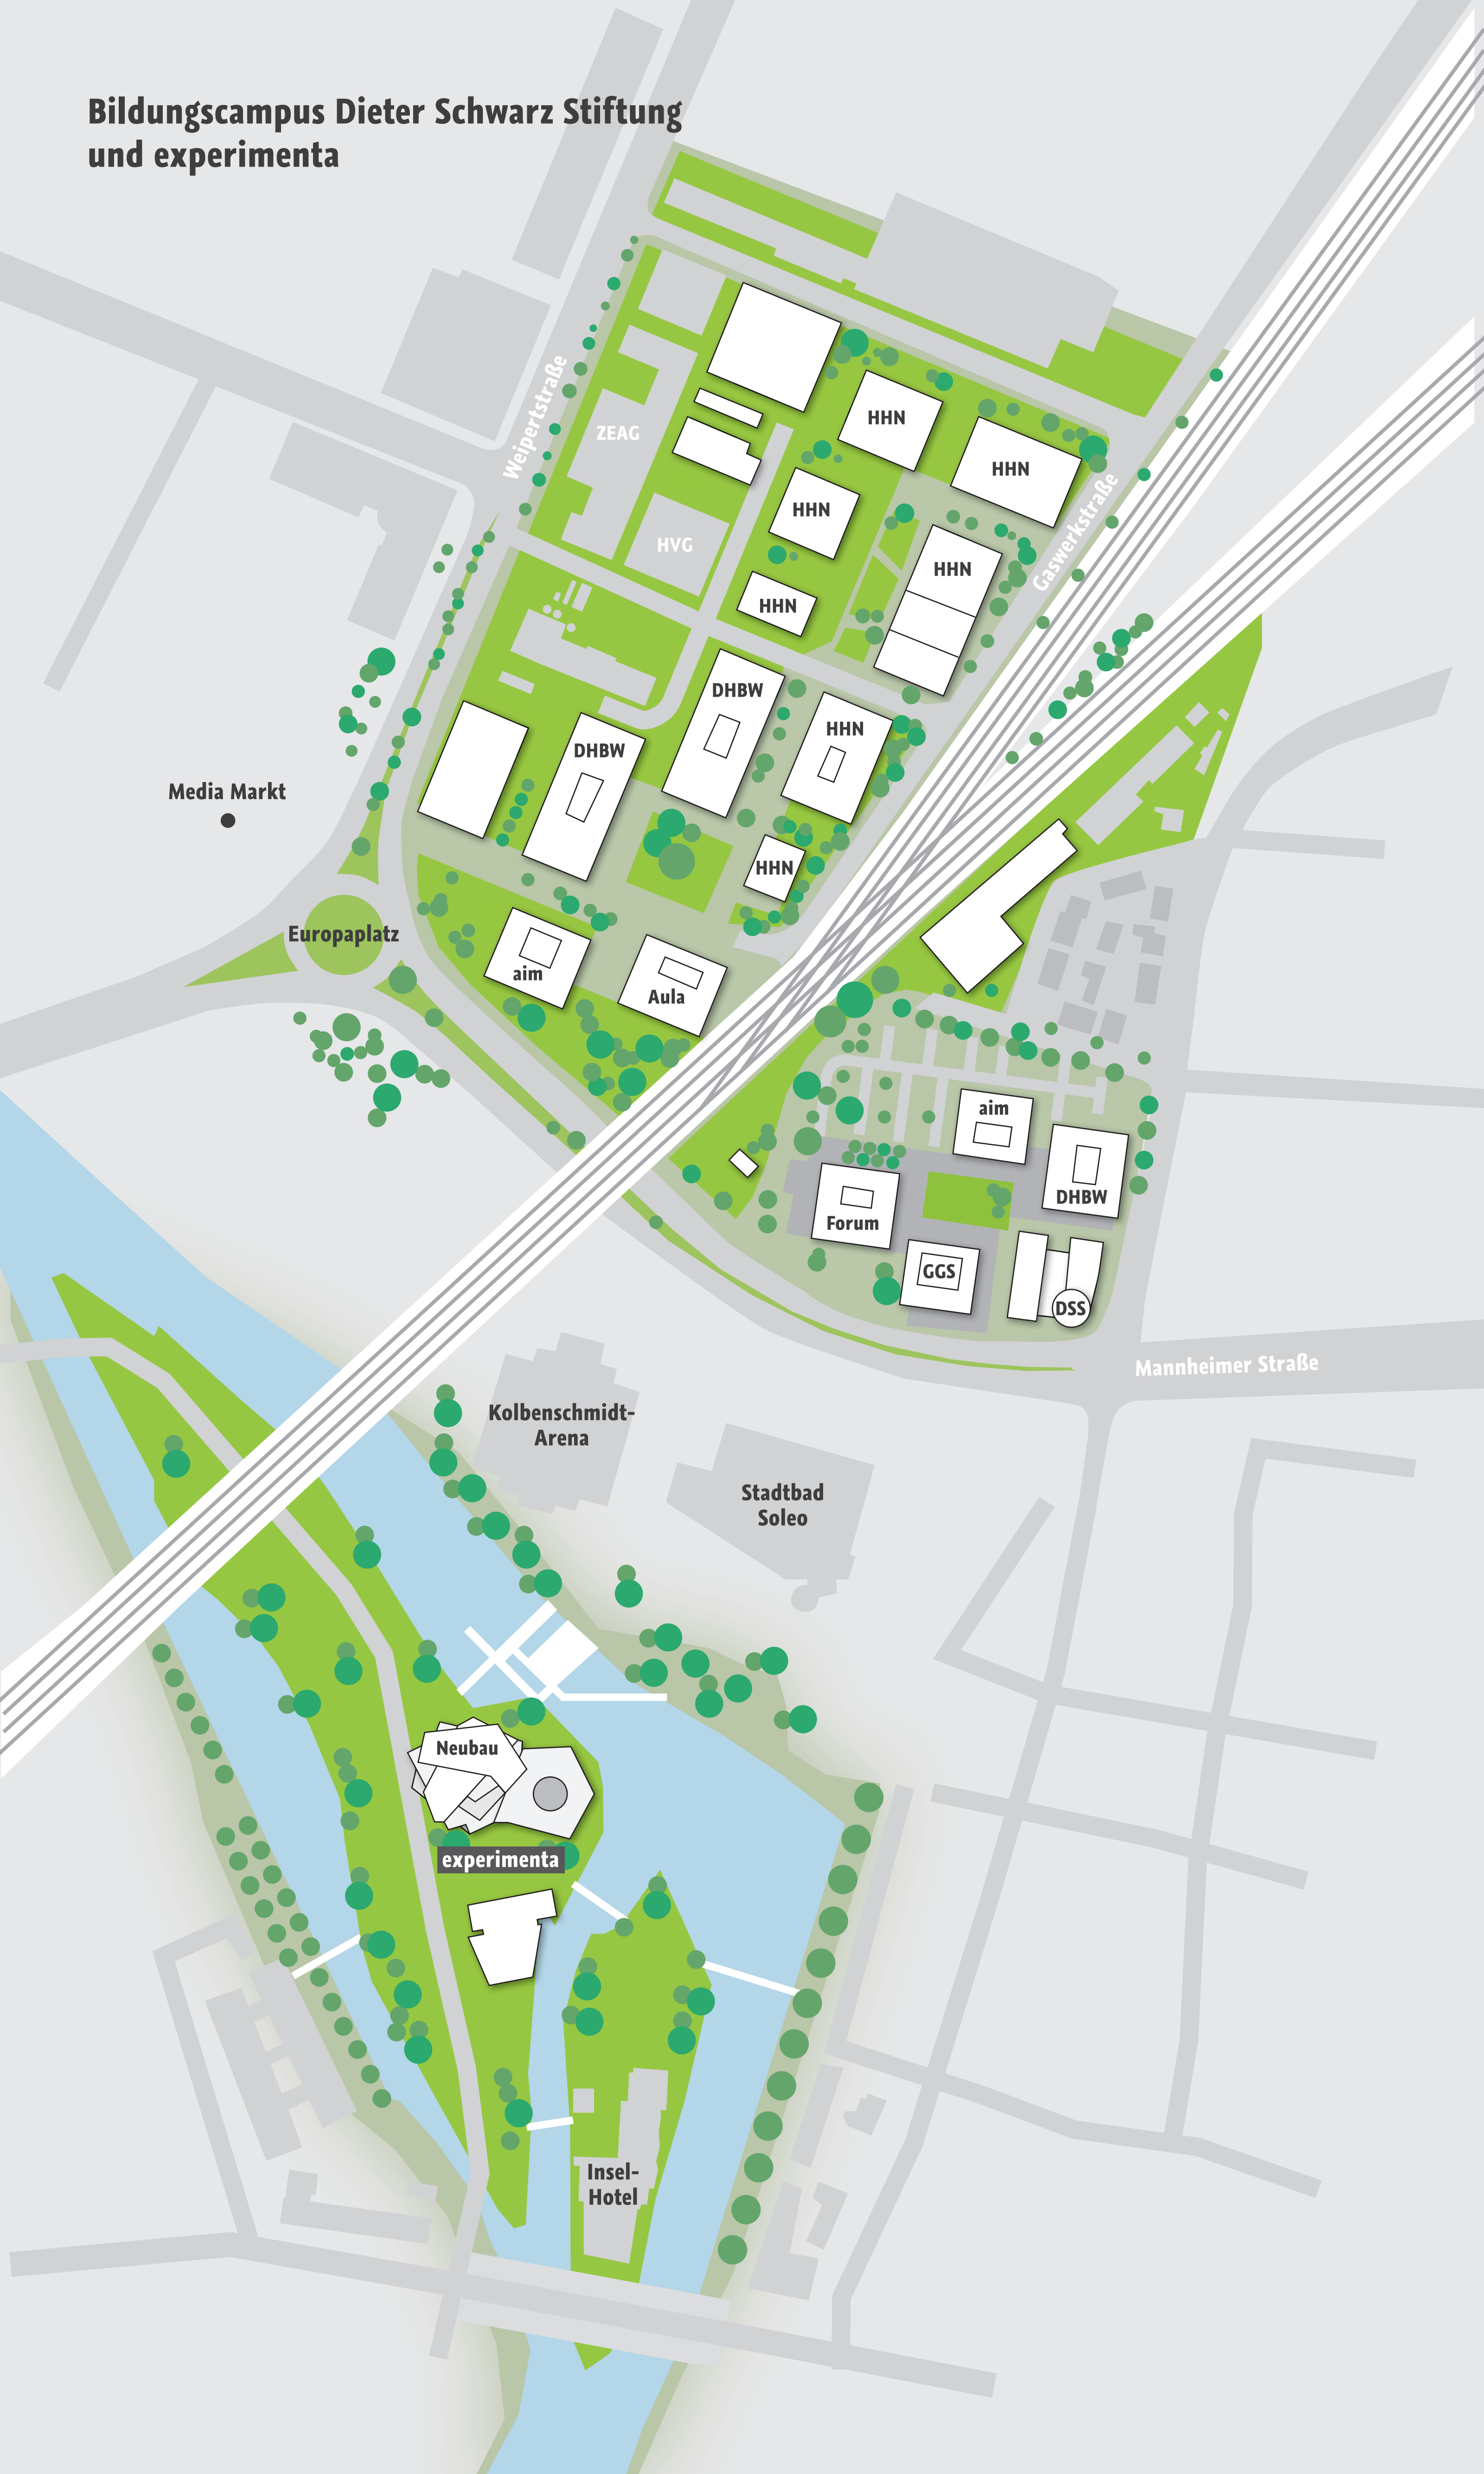 Bildungscampus Dieter Schwarz Stiftung
und experimenta
Weipertstraße
ZEAG
HHN
HHN
HHN
HVG
HHN
HHN
Gaswerkstraße
DHBW
HHN
DHBW
Media Markt
HHN
Europaplatz
aim
Aula
aim
DHBW
Forum
GGS
DSS
Mannheimer Straße
Kolbenschmidt-
Arena
Stadtbad
Soleo
Neubau
experimenta
Insel-
Hotel